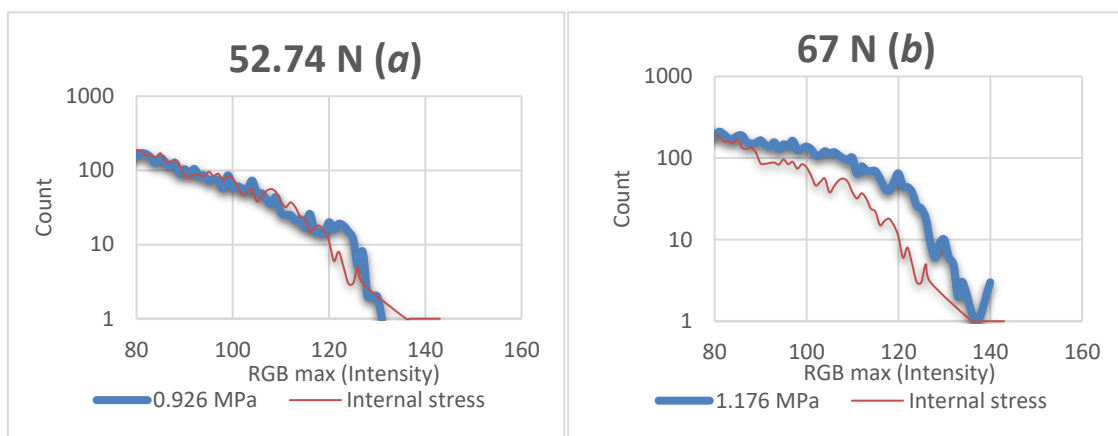 52.74 N (a)
1000
100
10
1
Count
80 100 120 140 160
RGB max (Intensity)
0.926 MPa Internal stress
67 N (b)
1000
100
10
1
Count
80 100 120 140 160
RGB max (Intensity)
1.176 MPa Internal stress